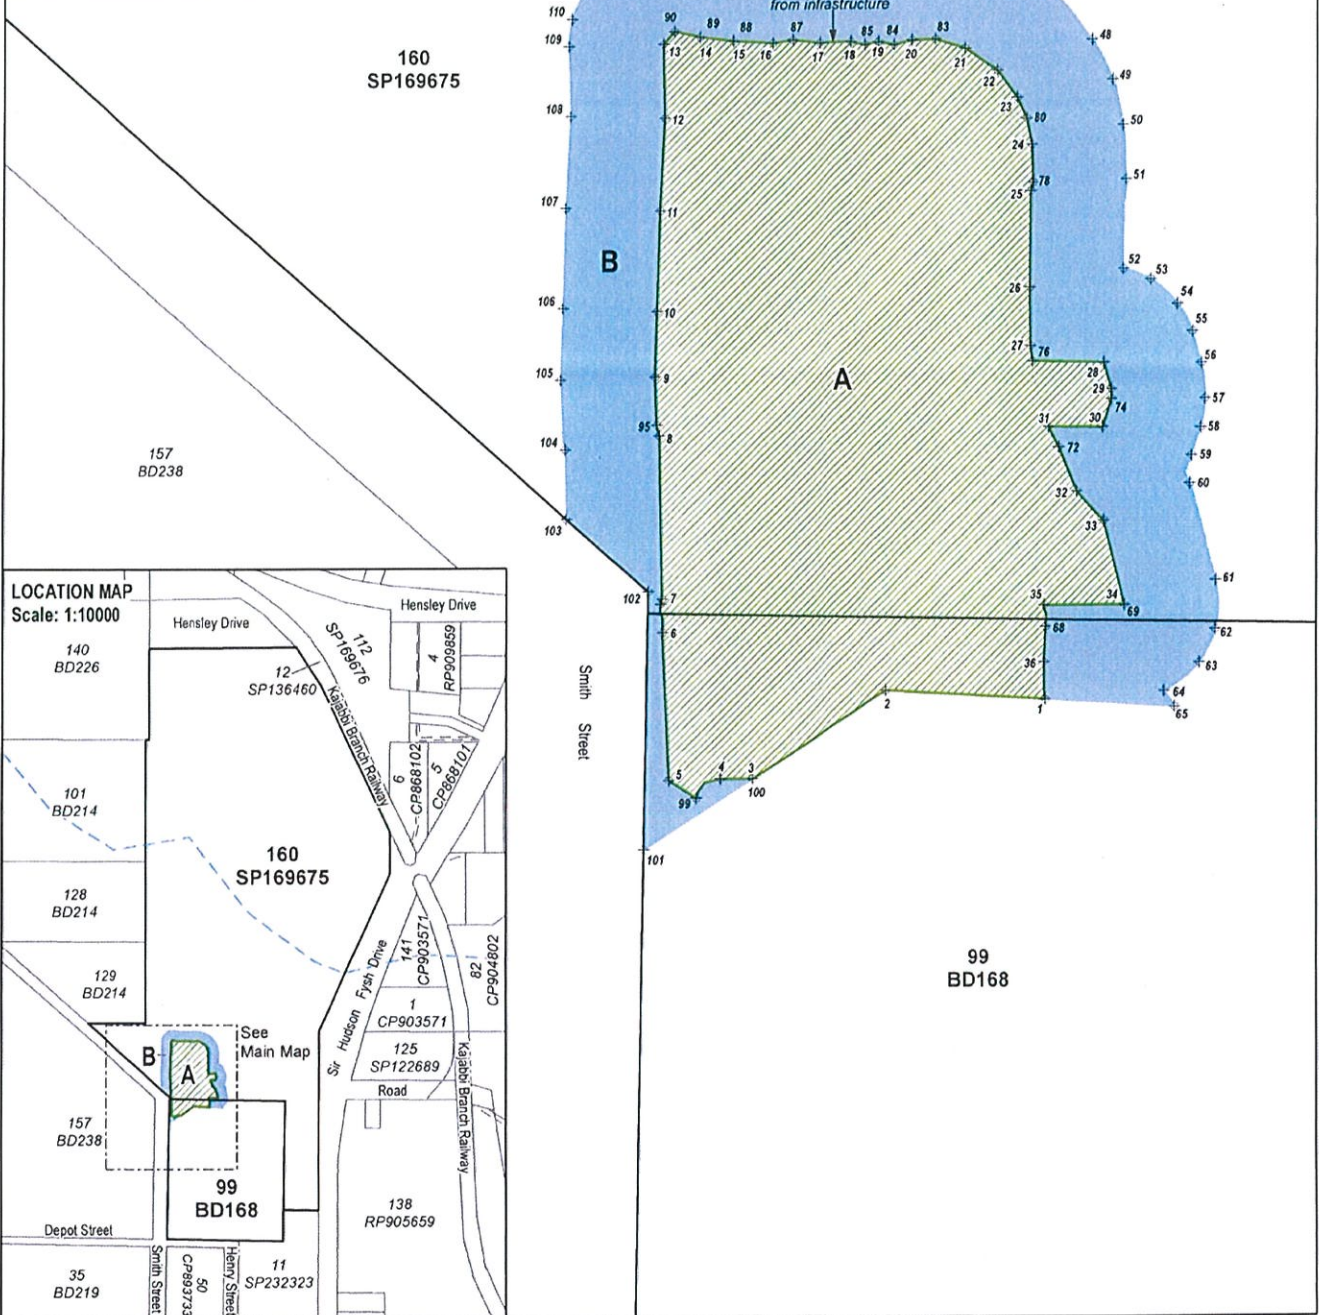 from infrastructure
110
109
108
107
106
105
104
103
102
101
160
SP169675
157
BD238
B
A
90
89
88
87
85
84
83
13
14
15
16
17
18
19
20
21
22
23
80
24
78
25
26
27
76
28
29
74
30
31
72
32
33
34
69
35
68
36
1
2
3
100
4
99
5
6
7
8
95
9
10
11
12
48
49
50
51
52
53
54
55
56
57
58
59
60
61
62
63
64
65
Smith Street
99
BD168
LOCATION MAP
Scale: 1:10000
Hensley Drive
Hensley Drive
140
BD226
12
SP136460
112
SP169676
4
RP909859
Kajabbi Branch Railway
6
CP868102
5
CP868101
101
BD214
160
SP169675
128
BD214
129
BD214
Sir Hudson Fysh Drive
141
CP903571
82
CP904802
1
CP903571
125
SP122689
Road
Kajabbi Branch Railway
See
Main Map
B
A
157
BD238
99
BD168
138
RP905659
Depot Street
Smith Street
50
CP893733
Henry Street
11
SP232323
35
BD219